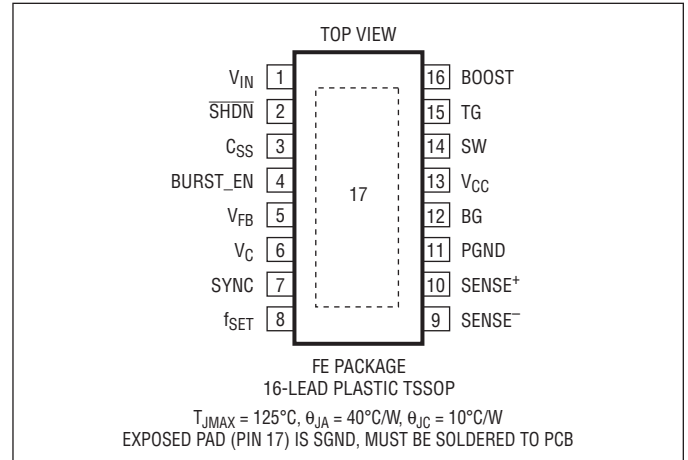 TOP VIEW
V_IN 1 16 BOOST
S̅H̅D̅N̅ 2 15 TG
C_SS 3 14 SW
BURST_EN 4 13 V_CC
17
V_FB 5 12 BG
V_C 6 11 PGND
SYNC 7 10 SENSE⁺
f_SET 8 9 SENSE⁻
FE PACKAGE
16-LEAD PLASTIC TSSOP
T_JMAX = 125°C, θ_JA = 40°C/W, θ_JC = 10°C/W
EXPOSED PAD (PIN 17) IS SGND, MUST BE SOLDERED TO PCB